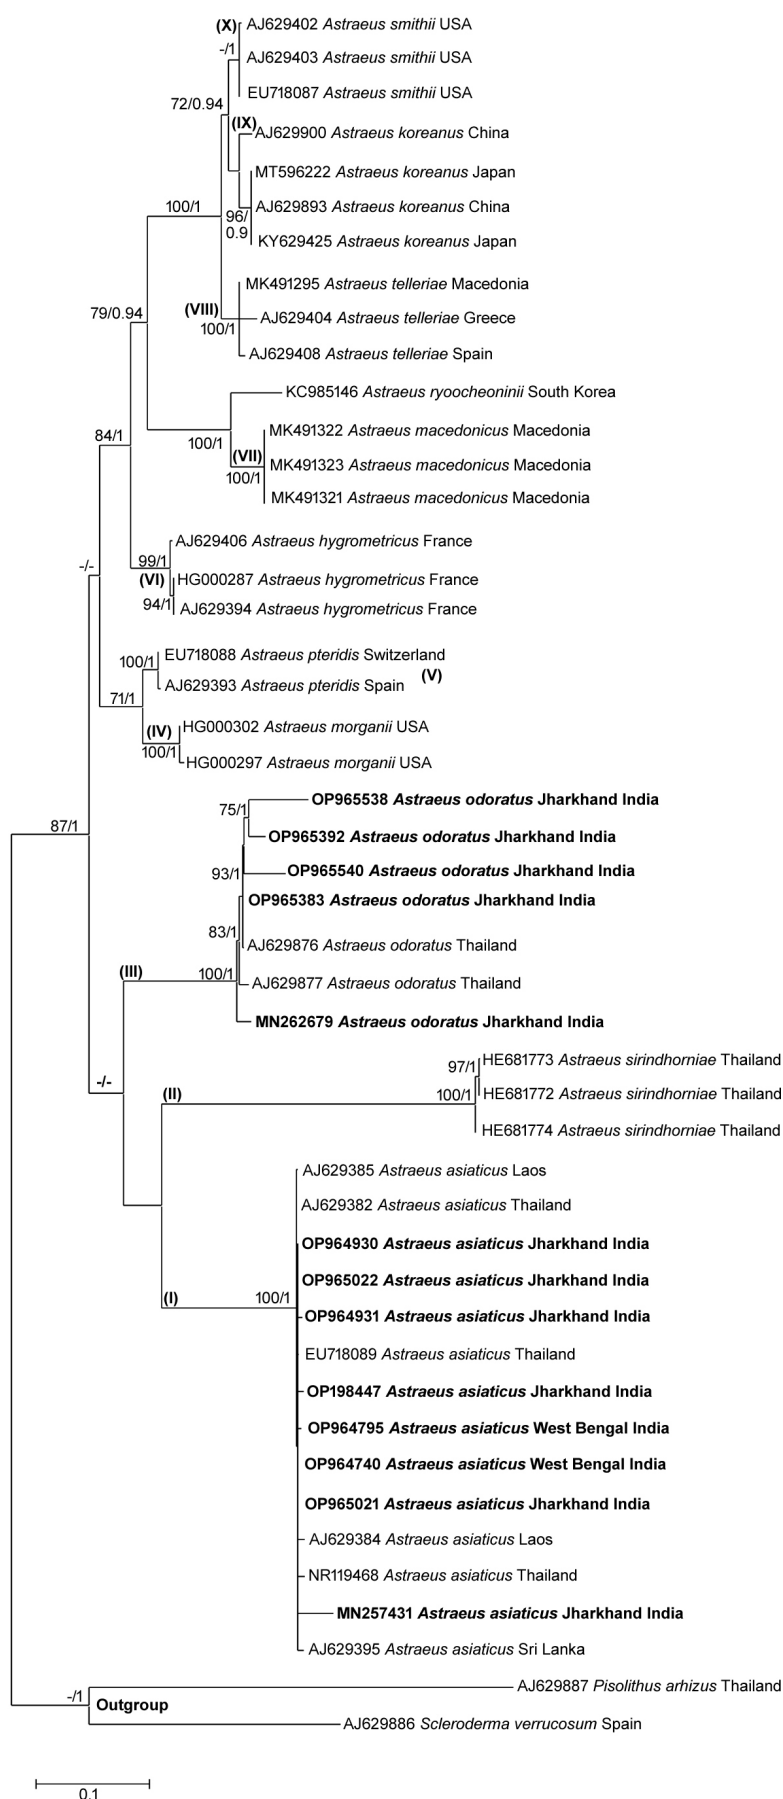 (X)
AJ629402 Astraeus smithii USA
-/1
AJ629403 Astraeus smithii USA
EU718087 Astraeus smithii USA
72/0.94
(IX)
AJ629900 Astraeus koreanus China
MT596222 Astraeus koreanus Japan
100/1
AJ629893 Astraeus koreanus China
96/
0.9
KY629425 Astraeus koreanus Japan
MK491295 Astraeus telleriae Macedonia
79/0.94
(VIII)
AJ629404 Astraeus telleriae Greece
100/1
AJ629408 Astraeus telleriae Spain
KC985146 Astraeus ryoocheoninii South Korea
MK491322 Astraeus macedonicus Macedonia
84/1
100/1
(VII)
MK491323 Astraeus macedonicus Macedonia
100/1
MK491321 Astraeus macedonicus Macedonia
AJ629406 Astraeus hygrometricus France
-/-
99/1
(VI)
HG000287 Astraeus hygrometricus France
94/1
AJ629394 Astraeus hygrometricus France
EU718088 Astraeus pteridis Switzerland
100/1
(V)
AJ629393 Astraeus pteridis Spain
71/1
HG000302 Astraeus morganii USA
(IV)
100/1
HG000297 Astraeus morganii USA
OP965538 Astraeus odoratus Jharkhand India
75/1
87/1
OP965392 Astraeus odoratus Jharkhand India
93/1
OP965540 Astraeus odoratus Jharkhand India
OP965383 Astraeus odoratus Jharkhand India
83/1
AJ629876 Astraeus odoratus Thailand
(III)
100/1
AJ629877 Astraeus odoratus Thailand
MN262679 Astraeus odoratus Jharkhand India
HE681773 Astraeus sirindhorniae Thailand
97/1
-/-
(II)
100/1
HE681772 Astraeus sirindhorniae Thailand
HE681774 Astraeus sirindhorniae Thailand
AJ629385 Astraeus asiaticus Laos
AJ629382 Astraeus asiaticus Thailand
OP964930 Astraeus asiaticus Jharkhand India
OP965022 Astraeus asiaticus Jharkhand India
(I)
100/1
OP964931 Astraeus asiaticus Jharkhand India
EU718089 Astraeus asiaticus Thailand
OP198447 Astraeus asiaticus Jharkhand India
OP964795 Astraeus asiaticus West Bengal India
OP964740 Astraeus asiaticus West Bengal India
OP965021 Astraeus asiaticus Jharkhand India
AJ629384 Astraeus asiaticus Laos
NR119468 Astraeus asiaticus Thailand
MN257431 Astraeus asiaticus Jharkhand India
AJ629395 Astraeus asiaticus Sri Lanka
AJ629887 Pisolithus arhizus Thailand
-/1
Outgroup
AJ629886 Scleroderma verrucosum Spain
0.1